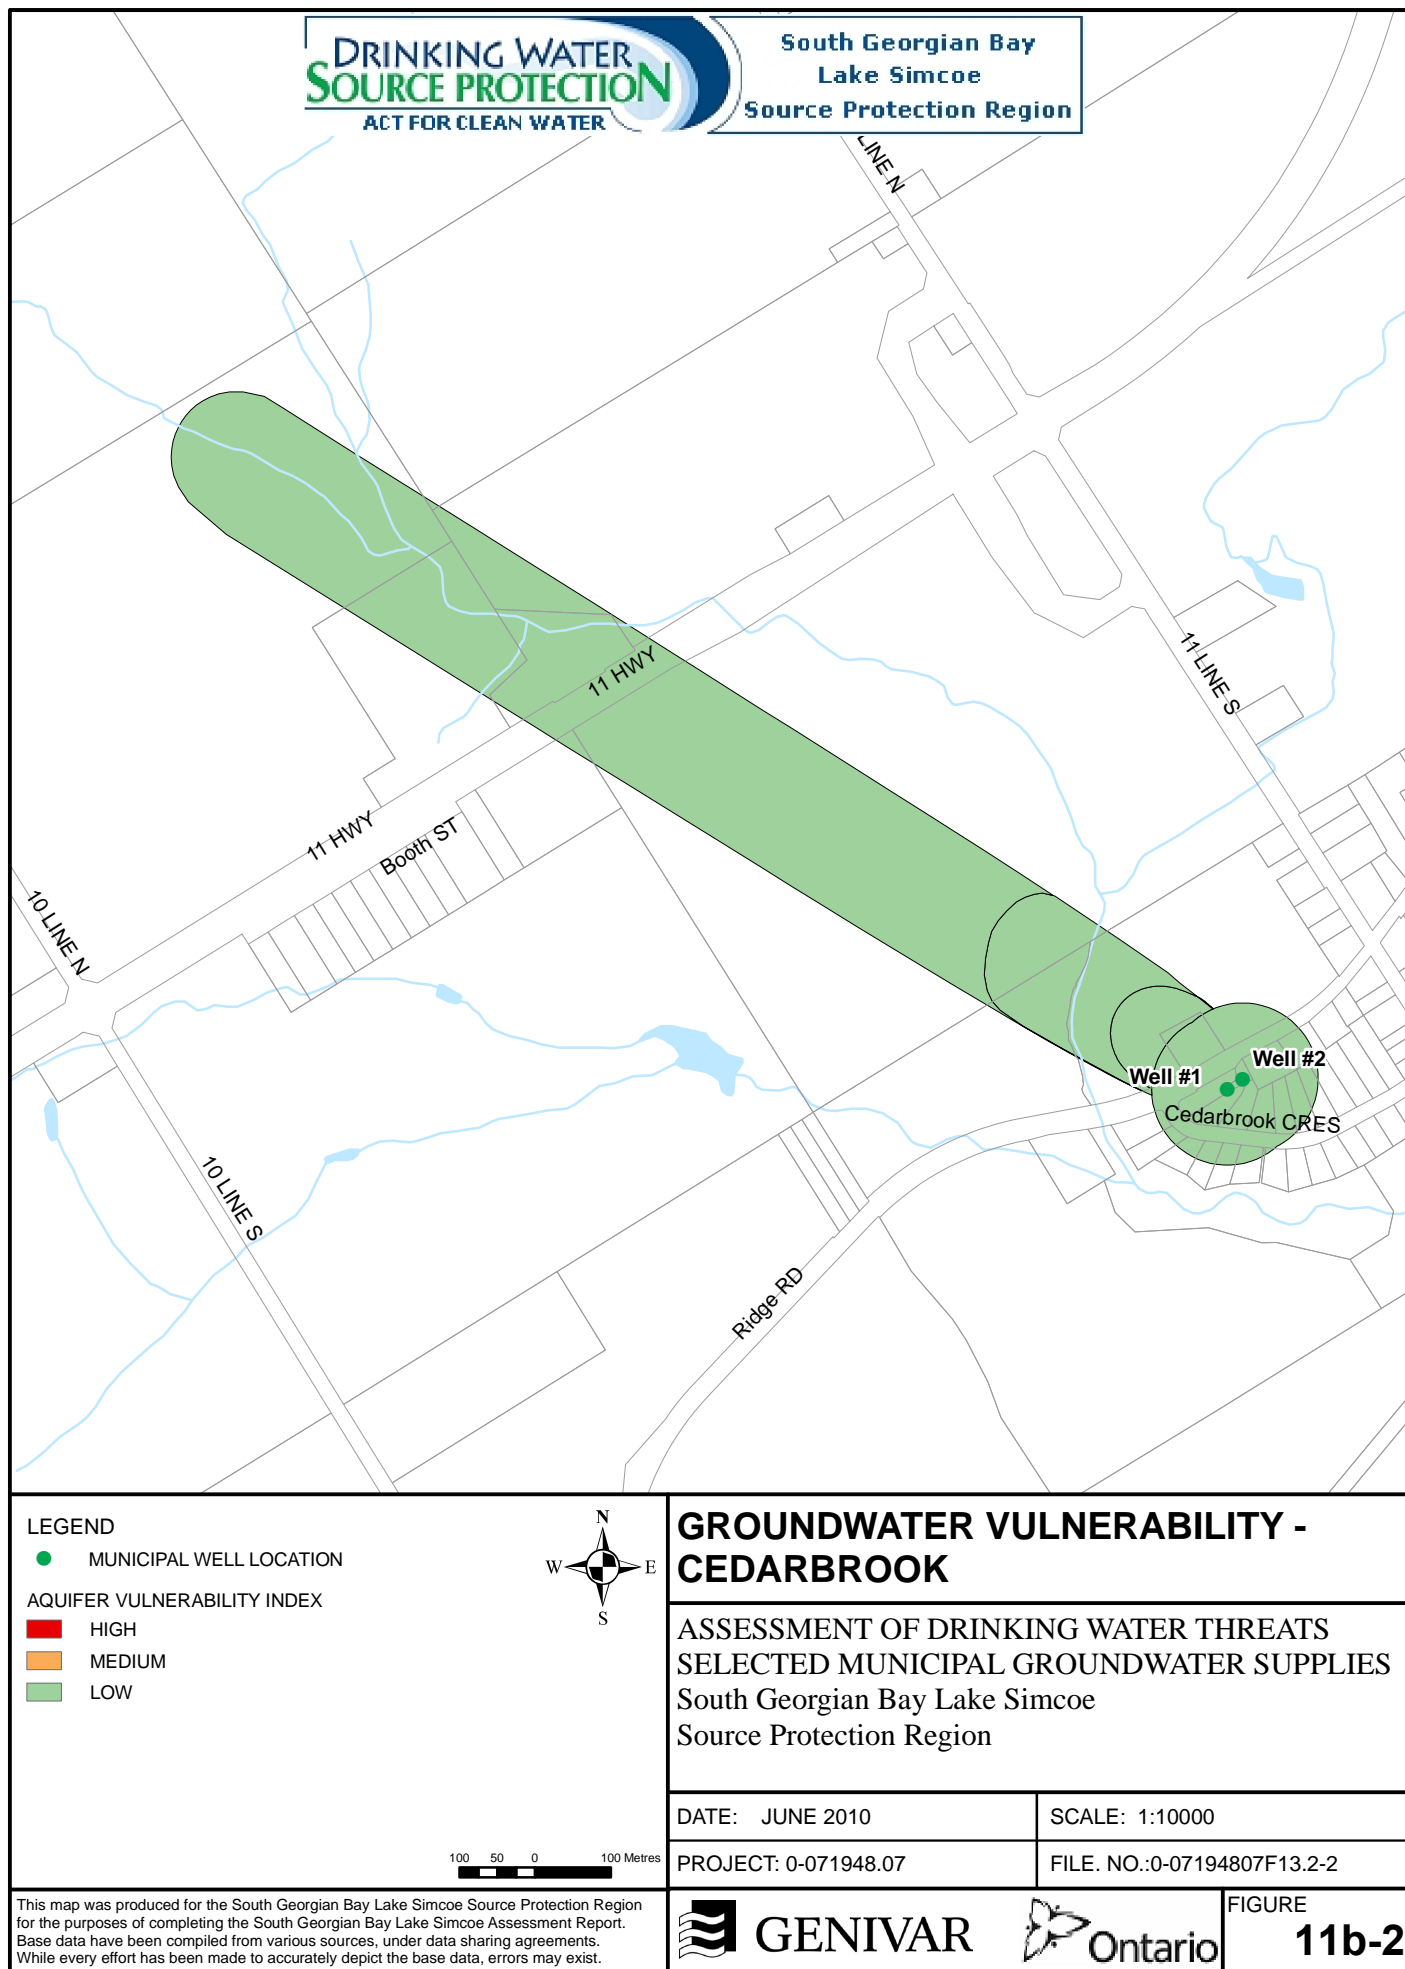 DRINKING WATER
SOURCE PROTECTION
ACT FOR CLEAN WATER
South Georgian Bay
Lake Simcoe
Source Protection Region
LINE N
11 LINE S
11 HWY
11 HWY
Booth ST
10 LINE N
Well #2
Well #1
Cedarbrook CRES
10 LINE S
Ridge RD
LEGEND
MUNICIPAL WELL LOCATION
AQUIFER VULNERABILITY INDEX
HIGH
MEDIUM
LOW
N
W E
S
100 50 0 100 Metres
GROUNDWATER VULNERABILITY -
CEDARBROOK
ASSESSMENT OF DRINKING WATER THREATS
SELECTED MUNICIPAL GROUNDWATER SUPPLIES
South Georgian Bay Lake Simcoe
Source Protection Region
DATE: JUNE 2010
SCALE: 1:10000
PROJECT: 0-071948.07
FILE. NO.:0-07194807F13.2-2
This map was produced for the South Georgian Bay Lake Simcoe Source Protection Region
for the purposes of completing the South Georgian Bay Lake Simcoe Assessment Report.
Base data have been compiled from various sources, under data sharing agreements.
While every effort has been made to accurately depict the base data, errors may exist.
GENIVAR
Ontario
FIGURE
11b-2